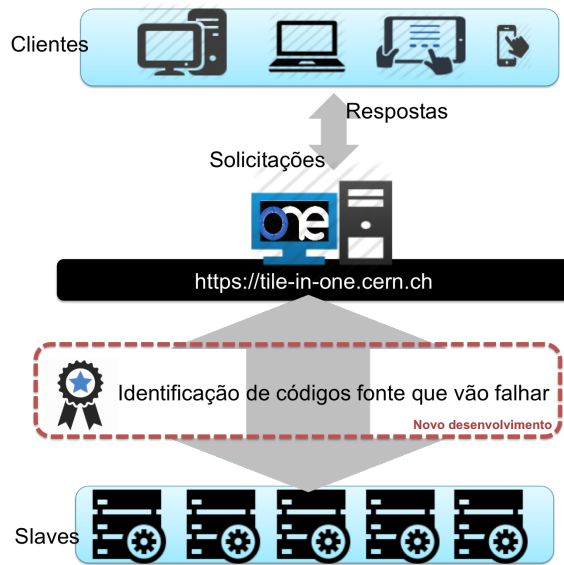 Clientes
Respostas
Solicitações
one
https://tile-in-one.cern.ch
Identificação de códigos fonte que vão falhar
Novo desenvolvimento
Slaves